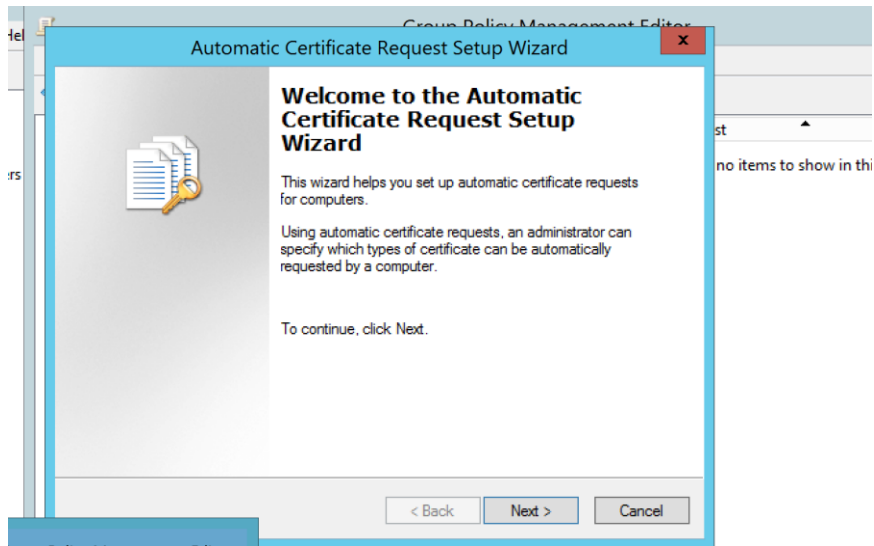 Group Policy Management Editor
Automatic Certificate Request Setup Wizard
x
Welcome to the Automatic
Certificate Request Setup
Wizard
This wizard helps you set up automatic certificate requests
for computers.
Using automatic certificate requests, an administrator can
specify which types of certificate can be automatically
requested by a computer.
To continue, click Next.
< Back
Next >
Cancel
st
no items to show in thi
Hel
ers